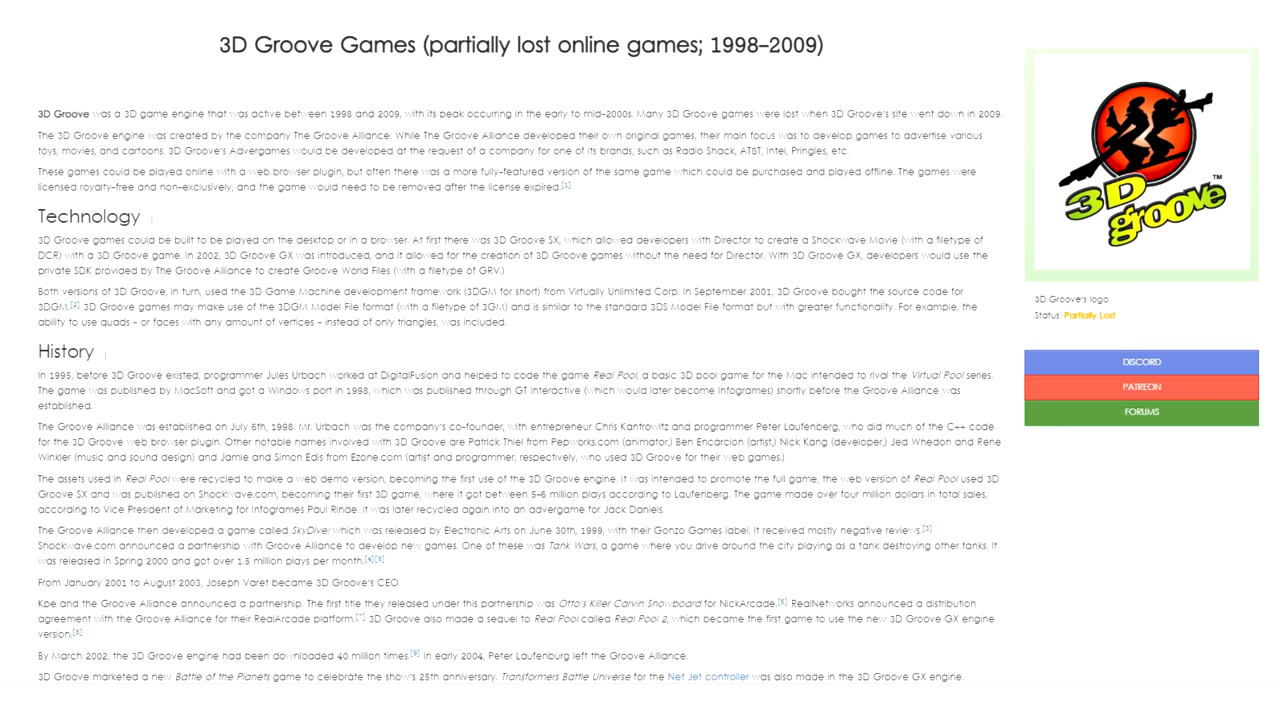 3D Groove Games (partially lost online games; 1998-2009)
3D Groove was a 3D game engine that was active between 1998 and 2009, with its peak occurring in the early to mid-2000s. Many 3D Groove games were lost when 3D Groove's site went down in 2009.
The 3D Groove engine was created by the company The Groove Alliance. While The Groove Alliance developed their own original games, their main focus was to develop games to advertise various
toys, movies, and cartoons. 3D Groove's Advergames would be developed at the request of a company for one of its brands, such as Radio Shack, AT&T, Intel, Pringles, etc.
These games could be played online with a web browser plugin, but often there was a more fully-featured version of the same game which could be purchased and played offline. The games were
licensed royalty-free and non-exclusively, and the game would need to be removed after the license expired.[1]
Technology
3D Groove games could be built to be played on the desktop or in a browser. At first there was 3D Groove SX, which allowed developers with Director to create a Shockwave Movie (with a filetype of
DCR) with a 3D Groove game. In 2002, 3D Groove GX was introduced, and it allowed for the creation of 3D Groove games without the need for Director. With 3D Groove GX, developers would use the
private SDK provided by The Groove Alliance to create Groove World Files (with a filetype of GRV.)
Both versions of 3D Groove, in turn, used the 3D Game Machine development framework (3DGM for short) from Virtually Unlimited Corp. In September 2001, 3D Groove bought the source code for
3DGM.[2] 3D Groove games may make use of the 3DGM Model File format (with a filetype of 3GM) and is similar to the standard 3DS Model File format but with greater functionality. For example, the
ability to use quads - or faces with any amount of vertices - instead of only triangles, was included.
History
In 1995, before 3D Groove existed, programmer Jules Urbach worked at DigitalFusion and helped to code the game Real Pool, a basic 3D pool game for the Mac intended to rival the Virtual Pool series.
The game was published by MacSoft and got a Windows port in 1998, which was published through GT Interactive (which would later become Infogrames) shortly before the Groove Alliance was
established.
The Groove Alliance was established on July 6th, 1998. Mr. Urbach was the company's co-founder, with entrepreneur Chris Kantrowitz and programmer Peter Laufenberg, who did much of the C++ code
for the 3D Groove web browser plugin. Other notable names involved with 3D Groove are Patrick Thiel from Pepworks.com (animator,) Ben Encarcion (artist,) Nick Kang (developer,) Jed Whedon and Rene
Winkler (music and sound design) and Jamie and Simon Edis from Ezone.com (artist and programmer, respectively, who used 3D Groove for their web games.)
The assets used in Real Pool were recycled to make a web demo version, becoming the first use of the 3D Groove engine. It was intended to promote the full game, the web version of Real Pool used 3D
Groove SX and was published on Shockwave.com, becoming their first 3D game, where it got between 5-6 million plays according to Laufenberg. The game made over four million dollars in total sales,
according to Vice President of Marketing for Infogrames Paul Rinde. It was later recycled again into an advergame for Jack Daniels.
The Groove Alliance then developed a game called SkyDiver which was released by Electronic Arts on June 30th, 1999, with their Gonzo Games label. It received mostly negative reviews.[3]
Shockwave.com announced a partnership with Groove Alliance to develop new games. One of these was Tank Wars, a game where you drive around the city playing as a tank destroying other tanks. It
was released in Spring 2000 and got over 1.5 million plays per month.[4][5]
From January 2001 to August 2003, Joseph Varet became 3D Groove's CEO.
Kpe and the Groove Alliance announced a partnership. The first title they released under this partnership was Otto's Killer Carvin Snowboard for NickArcade.[6] RealNetworks announced a distribution
agreement with the Groove Alliance for their RealArcade platform.[7] 3D Groove also made a sequel to Real Pool called Real Pool 2, which became the first game to use the new 3D Groove GX engine
version.[8]
By March 2002, the 3D Groove engine had been downloaded 40 million times.[9] In early 2004, Peter Laufenburg left the Groove Alliance.
3D Groove marketed a new Battle of the Planets game to celebrate the show's 25th anniversary. Transformers Battle Universe for the Net Jet controller was also made in the 3D Groove GX engine.
3D
groove
TM
3D Groove's logo.
Status: Partially Lost
DISCORD
PATREON
FORUMS